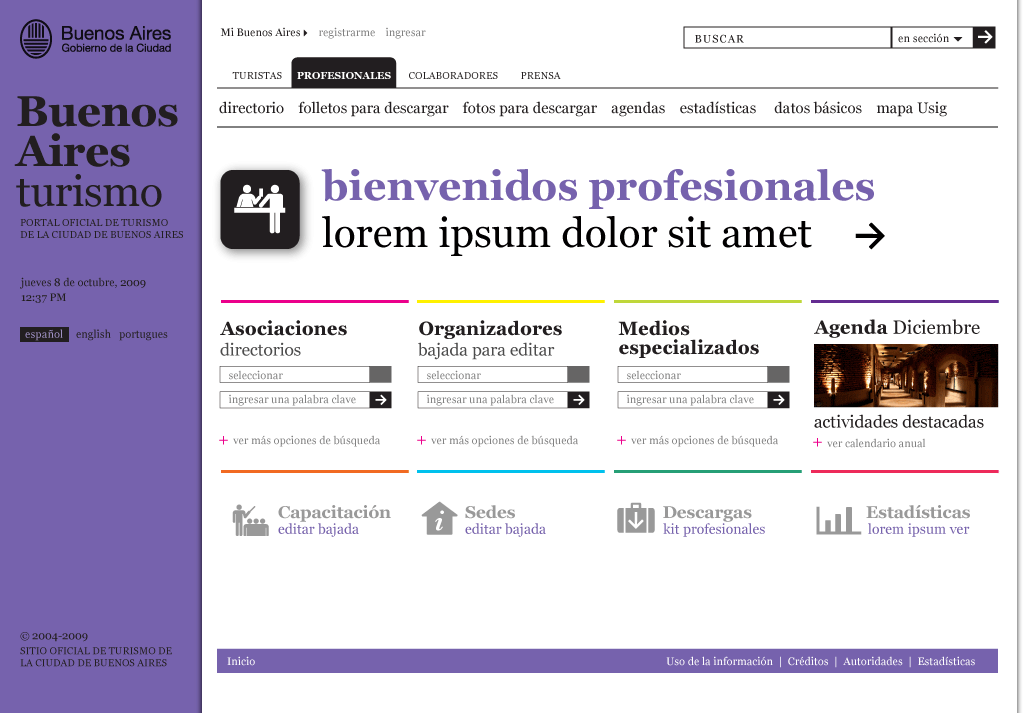 Buenos Aires
Gobierno de la Ciudad
Buenos
Aires
turismo
PORTAL OFICIAL DE TURISMO
DE LA CIUDAD DE BUENOS AIRES
jueves 8 de octubre, 2009
12:37 PM
español english portugues
© 2004-2009
SITIO OFICIAL DE TURISMO DE
LA CIUDAD DE BUENOS AIRES
Mi Buenos Aires registrarme ingresar
BUSCAR en sección
TURISTAS PROFESIONALES COLABORADORES PRENSA
directorio folletos para descargar fotos para descargar agendas estadísticas datos básicos mapa Usig
bienvenidos profesionales
lorem ipsum dolor sit amet
Asociaciones
directorios
seleccionar
ingresar una palabra clave
+ ver más opciones de búsqueda
Organizadores
bajada para editar
seleccionar
ingresar una palabra clave
+ ver más opciones de búsqueda
Medios
especializados
seleccionar
ingresar una palabra clave
+ ver más opciones de búsqueda
Agenda Diciembre
actividades destacadas
+ ver calendario anual
Capacitación
editar bajada
Sedes
editar bajada
Descargas
kit profesionales
Estadísticas
lorem ipsum ver
Inicio
Uso de la información | Créditos | Autoridades | Estadísticas